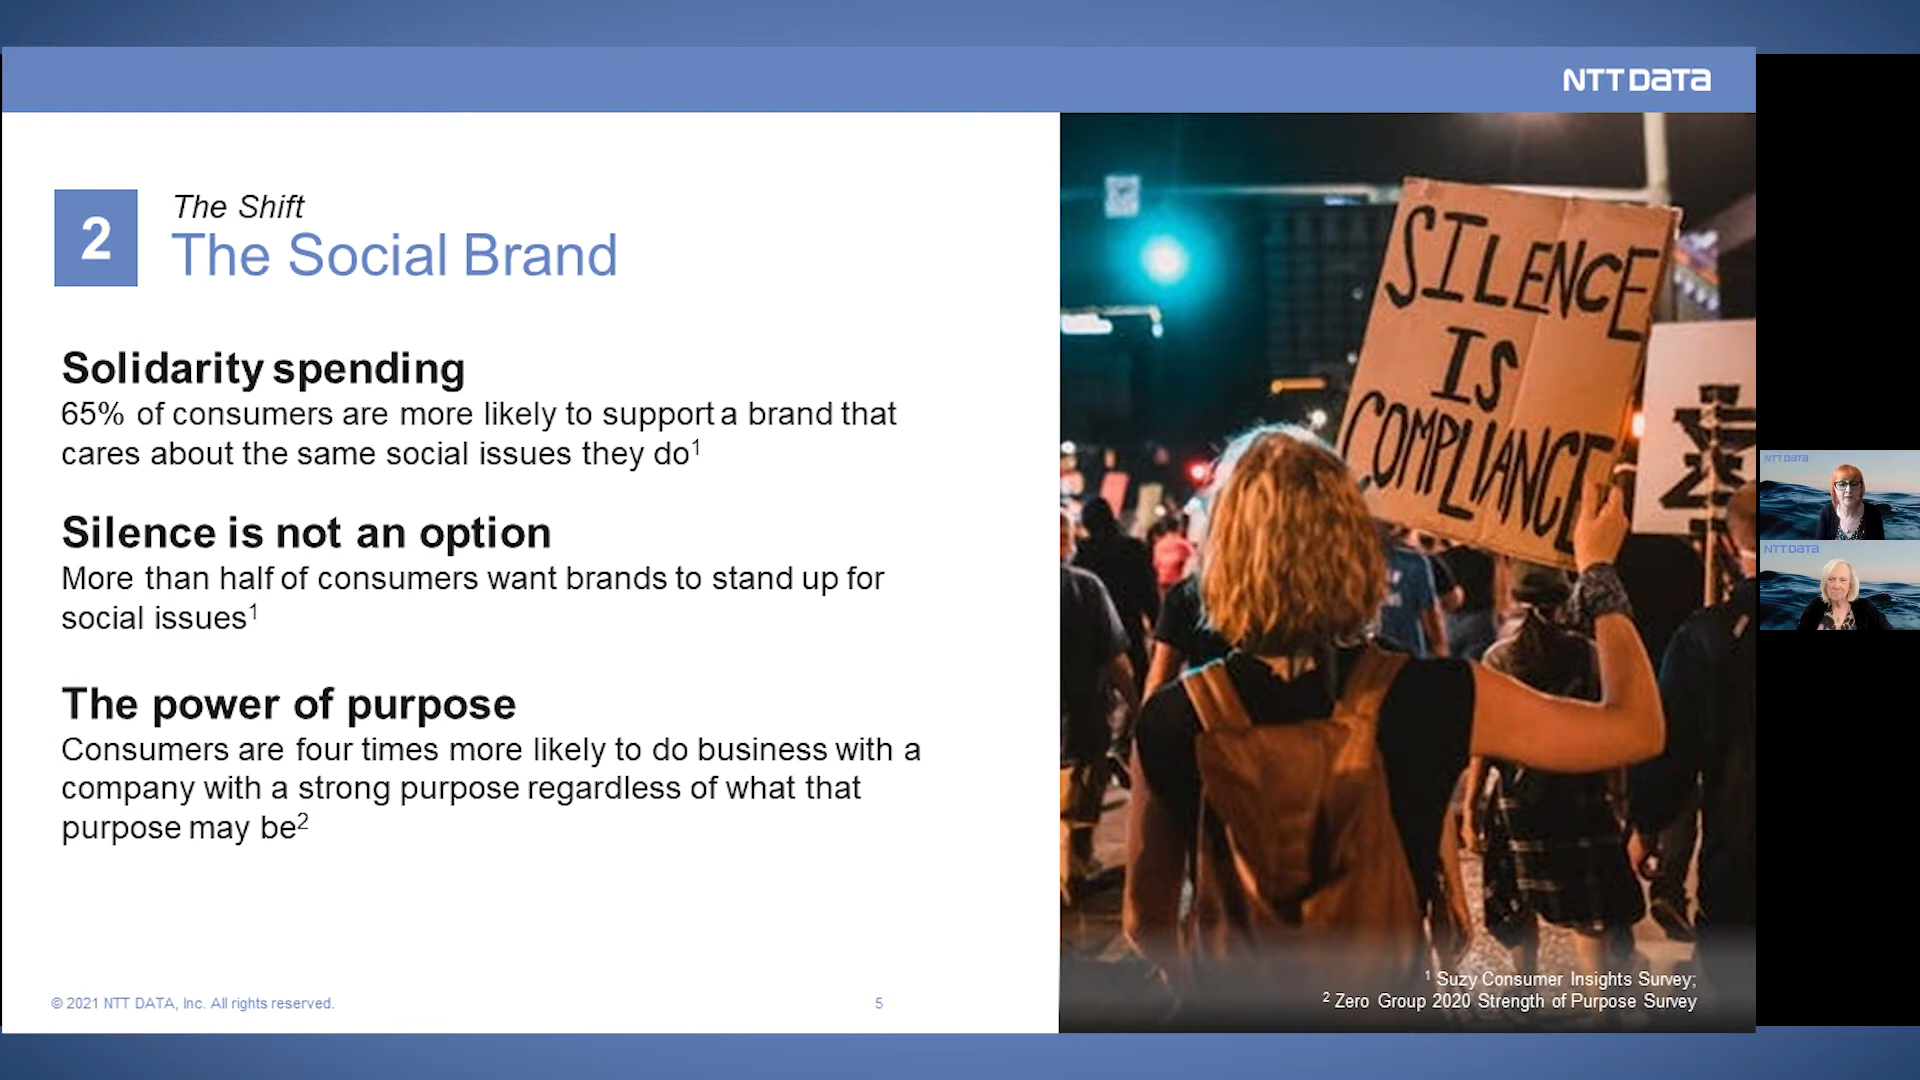 NTT DATA
2
The Shift
The Social Brand
Solidarity spending
65% of consumers are more likely to support a brand that
cares about the same social issues they do1
Silence is not an option
More than half of consumers want brands to stand up for
social issues1
The power of purpose
Consumers are four times more likely to do business with a
company with a strong purpose regardless of what that
purpose may be2
© 2021 NTT DATA, Inc. All rights reserved.
5
SILENCE
IS
COMPLIANCE
1 Suzy Consumer Insights Survey;
2 Zero Group 2020 Strength of Purpose Survey
NTT DATA
NTT DATA